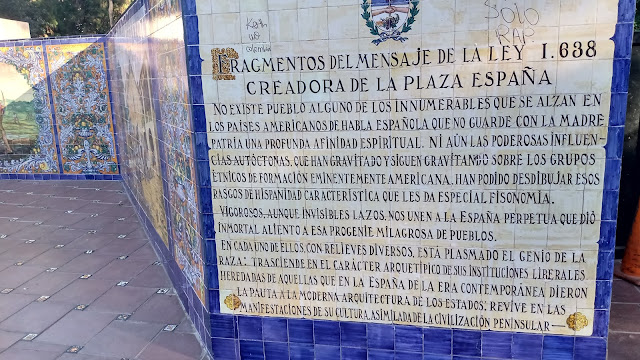 SOLO
RAP
FRAGMENTOS DEL MENSAJE DE LA LEY 1.638
CREADORA DE LA PLAZA ESPAÑA
NO EXISTE PUEBLO ALGUNO DE LOS INNUMERABLES QUE SE ALZAN EN
LOS PAÍSES AMERICANOS DE HABLA ESPAÑOLA QUE NO GUARDE CON LA MADRE
PATRIA UNA PROFUNDA AFINIDAD ESPIRITUAL. NI AÚN LAS PODEROSAS INFLUEN-
CIAS AUTÓCTONAS, QUE HAN GRAVITADO Y SIGUEN GRAVITANDO SOBRE LOS GRUPOS
ÉTNICOS DE FORMACIÓN EMINENTEMENTE AMERICANA, HAN PODIDO DESDIBUJAR ESOS
RASGOS DE HISPANIDAD CARACTERÍSTICA QUE LES DA ESPECIAL FISONOMÍA.
VIGOROSOS, AUNQUE INVISIBLES LAZOS, NOS UNEN A LA ESPAÑA PERPETUA QUE DIÓ
INMORTAL ALIENTO A ESA PROGENIE MILAGROSA DE PUEBLOS.
EN CADA UNO DE ELLOS, CON RELIEVES DIVERSOS, ESTÁ PLASMADO EL GENIO DE LA
RAZA: TRASCIENDE EN EL CARÁCTER ARQUETÍPICO DE SUS INSTITUCIONES LIBERALES
HEREDADAS DE AQUELLAS QUE EN LA ESPAÑA DE LA ERA CONTEMPORÁNEA DIERON
LA PAUTA A LA MODERNA ARQUITECTURA DE LOS ESTADOS; REVIVE EN LAS
MANIFESTACIONES DE SU CULTURA, ASIMILADA DE LA CIVILIZACIÓN PENINSULAR